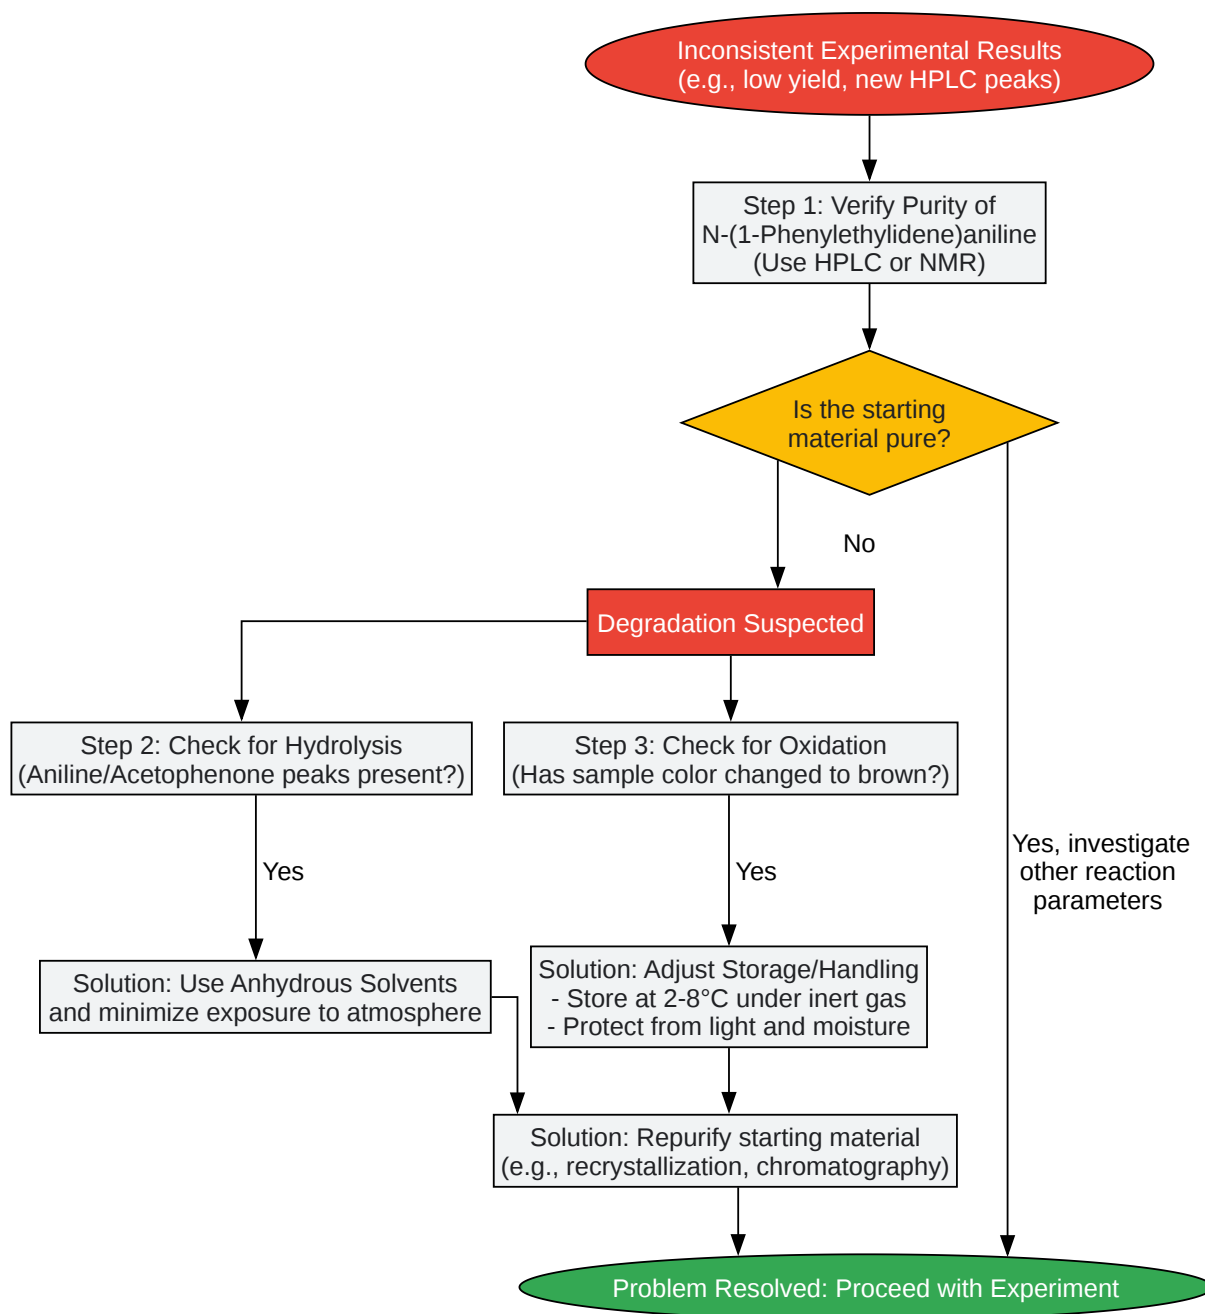 Inconsistent Experimental Results
(e.g., low yield, new HPLC peaks)
Step 1: Verify Purity of
N-(1-Phenylethylidene)aniline
(Use HPLC or NMR)
Is the starting
material pure?
No
Degradation Suspected
Step 2: Check for Hydrolysis
(Aniline/Acetophenone peaks present?)
Step 3: Check for Oxidation
(Has sample color changed to brown?)
Yes
Yes
Yes, investigate
other reaction
parameters
Solution: Use Anhydrous Solvents
and minimize exposure to atmosphere
Solution: Adjust Storage/Handling
- Store at 2-8°C under inert gas
- Protect from light and moisture
Solution: Repurify starting material
(e.g., recrystallization, chromatography)
Problem Resolved: Proceed with Experiment